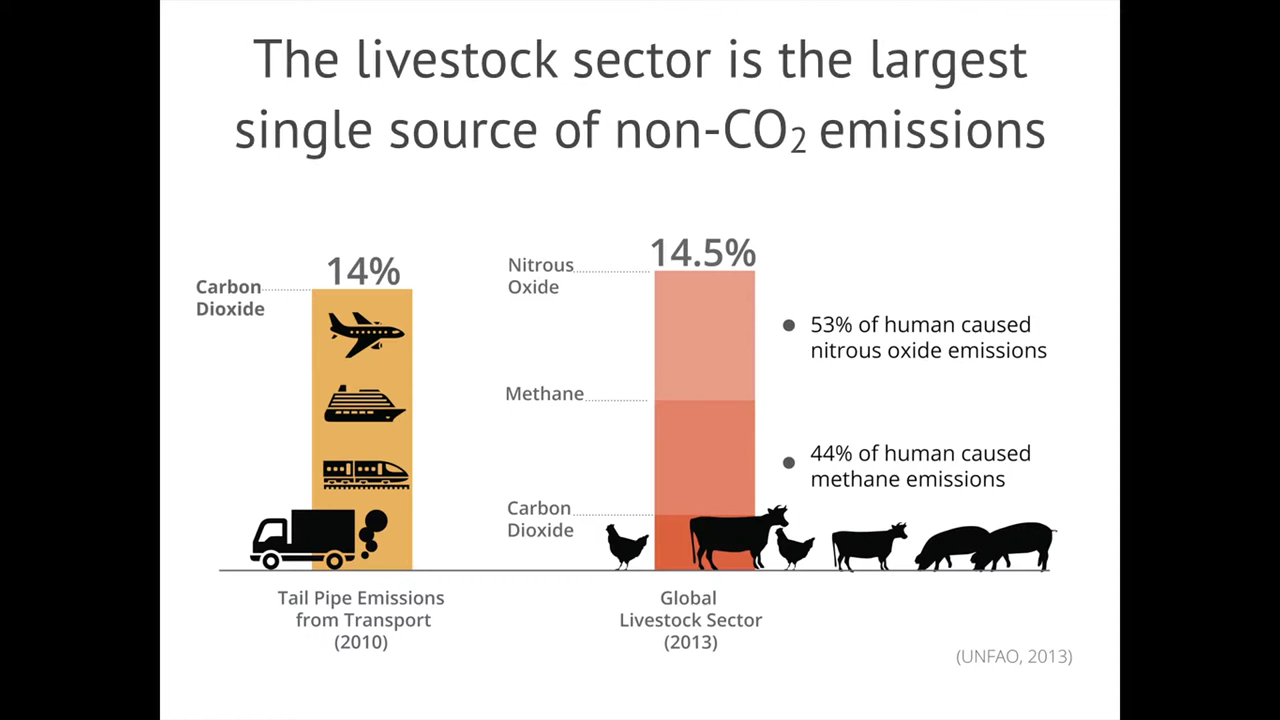 The livestock sector is the largest
single source of non-CO₂ emissions
14%
Carbon
Dioxide
Tail Pipe Emissions
from Transport
(2010)
14.5%
Nitrous
Oxide
Methane
Carbon
Dioxide
Global
Livestock Sector
(2013)
53% of human caused
nitrous oxide emissions
44% of human caused
methane emissions
(UNFAO, 2013)